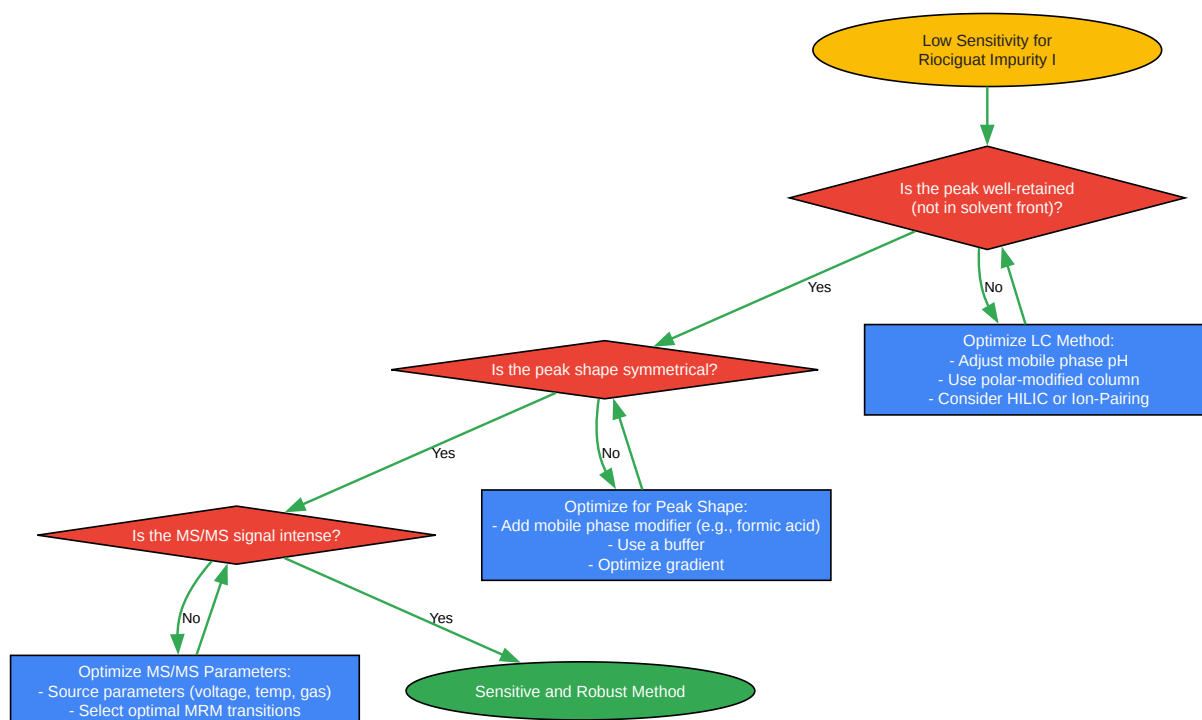 Low Sensitivity for
Riociguat Impurity I
Is the peak well-retained
(not in solvent front)?
Yes
No
Optimize LC Method:
- Adjust mobile phase pH
- Use polar-modified column
- Consider HILIC or Ion-Pairing
Is the peak shape symmetrical?
Yes
No
Optimize for Peak Shape:
- Add mobile phase modifier (e.g., formic acid)
- Use a buffer
- Optimize gradient
Is the MS/MS signal intense?
No
Yes
Optimize MS/MS Parameters:
- Source parameters (voltage, temp, gas)
- Select optimal MRM transitions
Sensitive and Robust Method